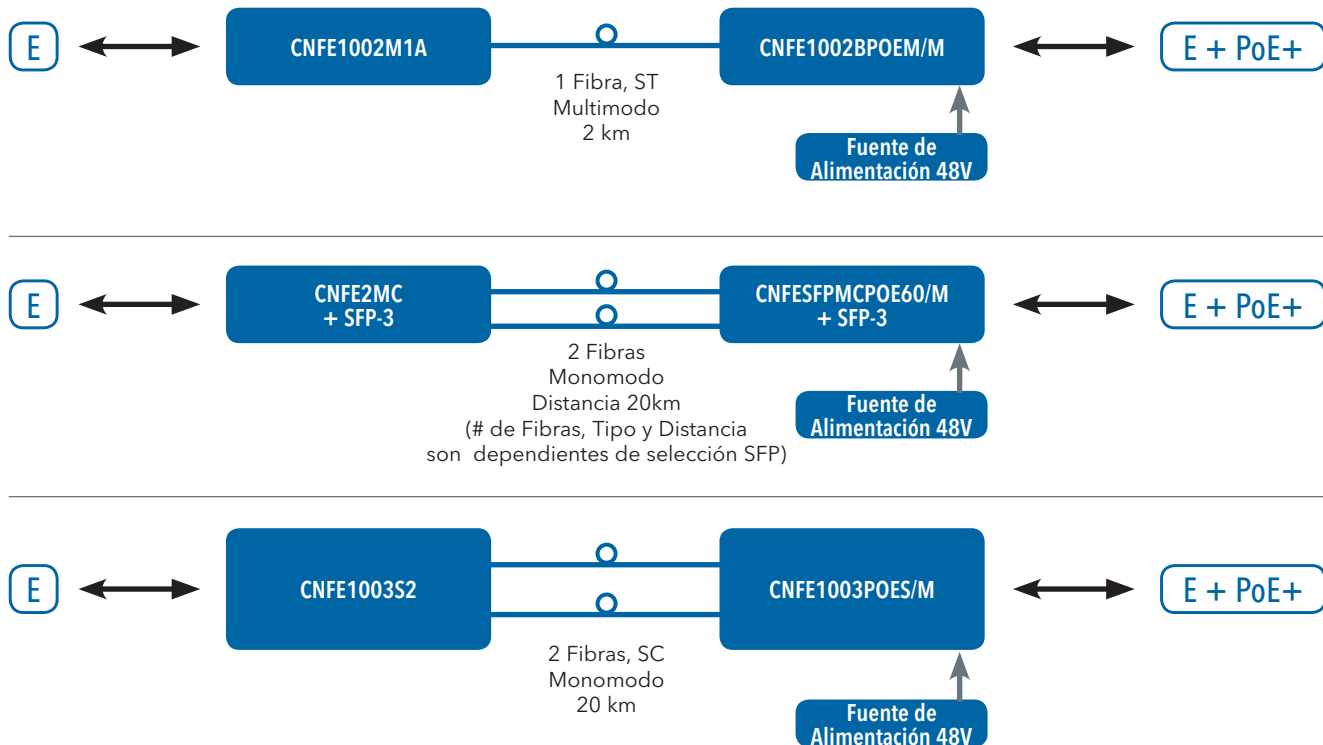 E
CNFE1002M1A
CNFE1002BPOEM/M
E + PoE+
1 Fibra, ST
Multimodo
2 km
Fuente de
Alimentación 48V
E
CNFE2MC
+ SFP-3
CNFESFPMCPOE60/M
+ SFP-3
E + PoE+
2 Fibras
Monomodo
Distancia 20km
(# de Fibras, Tipo y Distancia
son dependientes de selección SFP)
Fuente de
Alimentación 48V
E
CNFE1003S2
CNFE1003POES/M
E + PoE+
2 Fibras, SC
Monomodo
20 km
Fuente de
Alimentación 48V